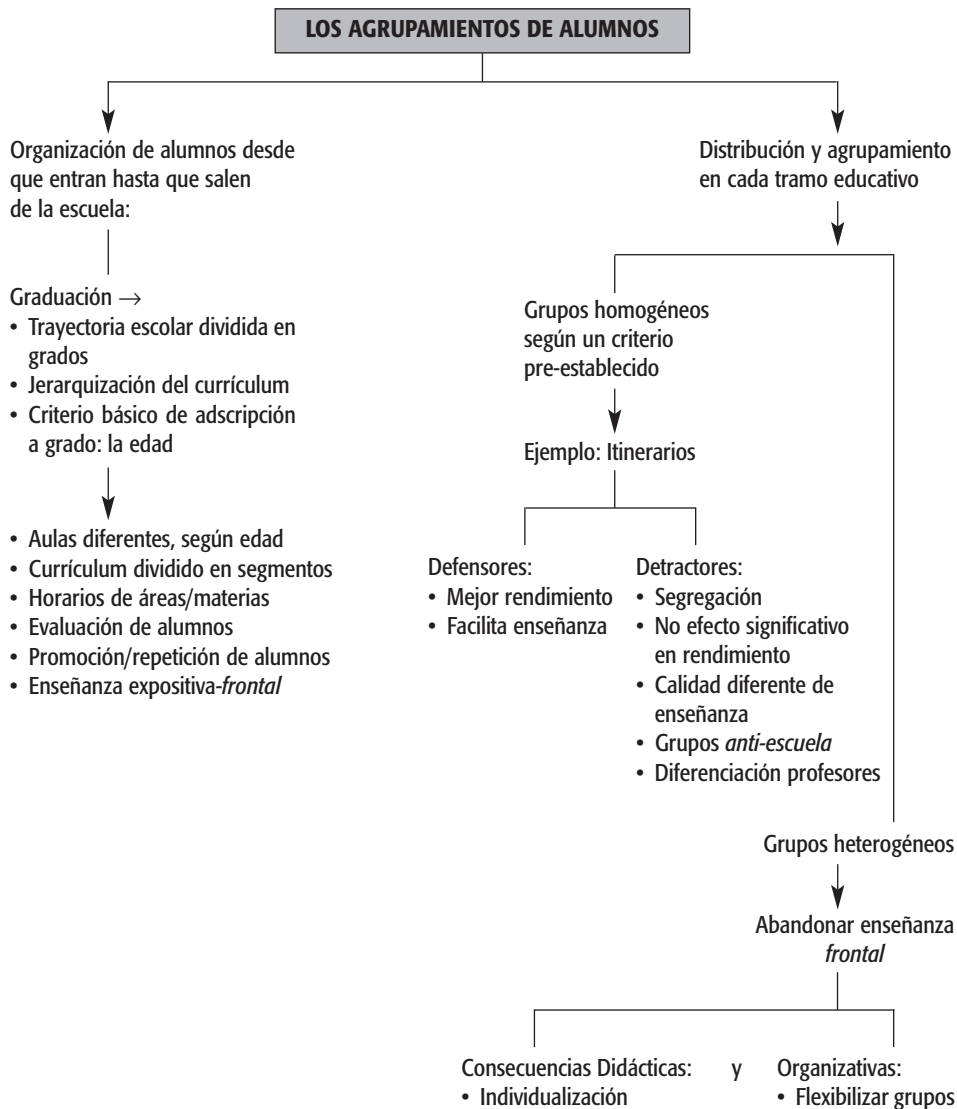 LOS AGRUPAMIENTOS DE ALUMNOS
Organización de alumnos desde
que entran hasta que salen
de la escuela:
Graduación →
• Trayectoria escolar dividida en
grados
• Jerarquización del currículum
• Criterio básico de adscripción
a grado: la edad
• Aulas diferentes, según edad
• Currículum dividido en segmentos
• Horarios de áreas/materias
• Evaluación de alumnos
• Promoción/repetición de alumnos
• Enseñanza expositiva-frontal
Distribución y agrupamiento
en cada tramo educativo
Grupos homogéneos
según un criterio
pre-establecido
Ejemplo: Itinerarios
Defensores:
• Mejor rendimiento
• Facilita enseñanza
Detractores:
• Segregación
• No efecto significativo
en rendimiento
• Calidad diferente de
enseñanza
• Grupos anti-escuela
• Diferenciación profesores
Grupos heterogéneos
Abandonar enseñanza
frontal
Consecuencias Didácticas: y Organizativas:
• Individualización • Flexibilizar grupos